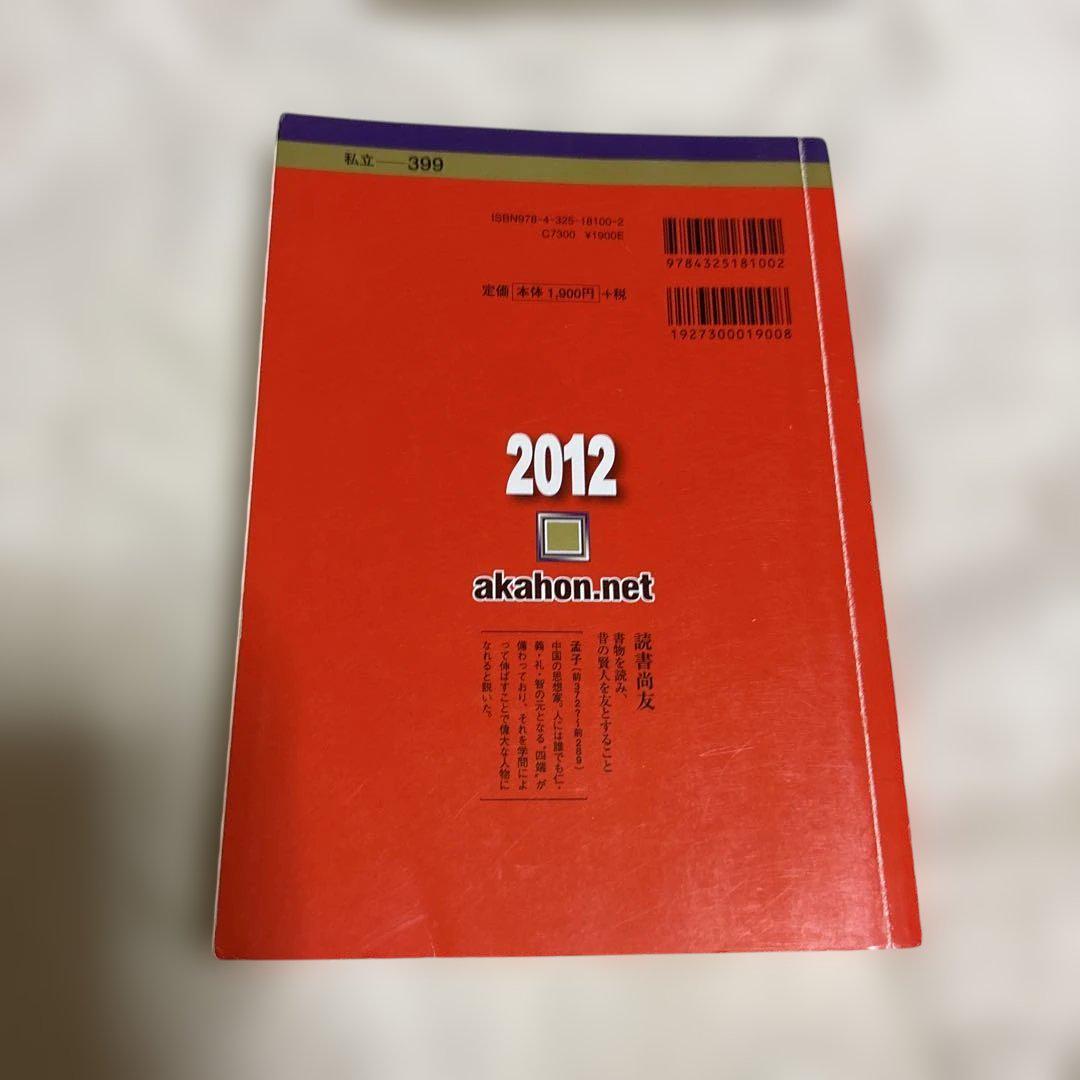 私立——399
ISBN978-4-325-18100-2
C7300 ¥1900E
9784325181002
定価 本体 1,900円 +税
1927300019008
2012
akahon.net
読書尚友
書物を読み、
昔の賢人を友とすること
孟子(前372?〜前289)
中国の思想家。人には誰でも仁・
義・礼・智の元となる“四端”が
備わっており、それを学問によ
って伸ばすことで偉大な人物に
なれると説いた。